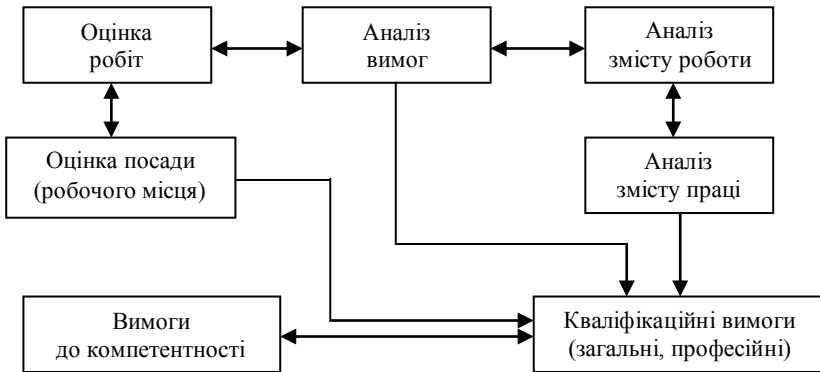 Оцінка
робіт
Аналіз
вимог
Аналіз
змісту роботи
Оцінка посади
(робочого місця)
Аналіз
змісту праці
Вимоги
до компетентності
Кваліфікаційні вимоги
(загальні, професійні)